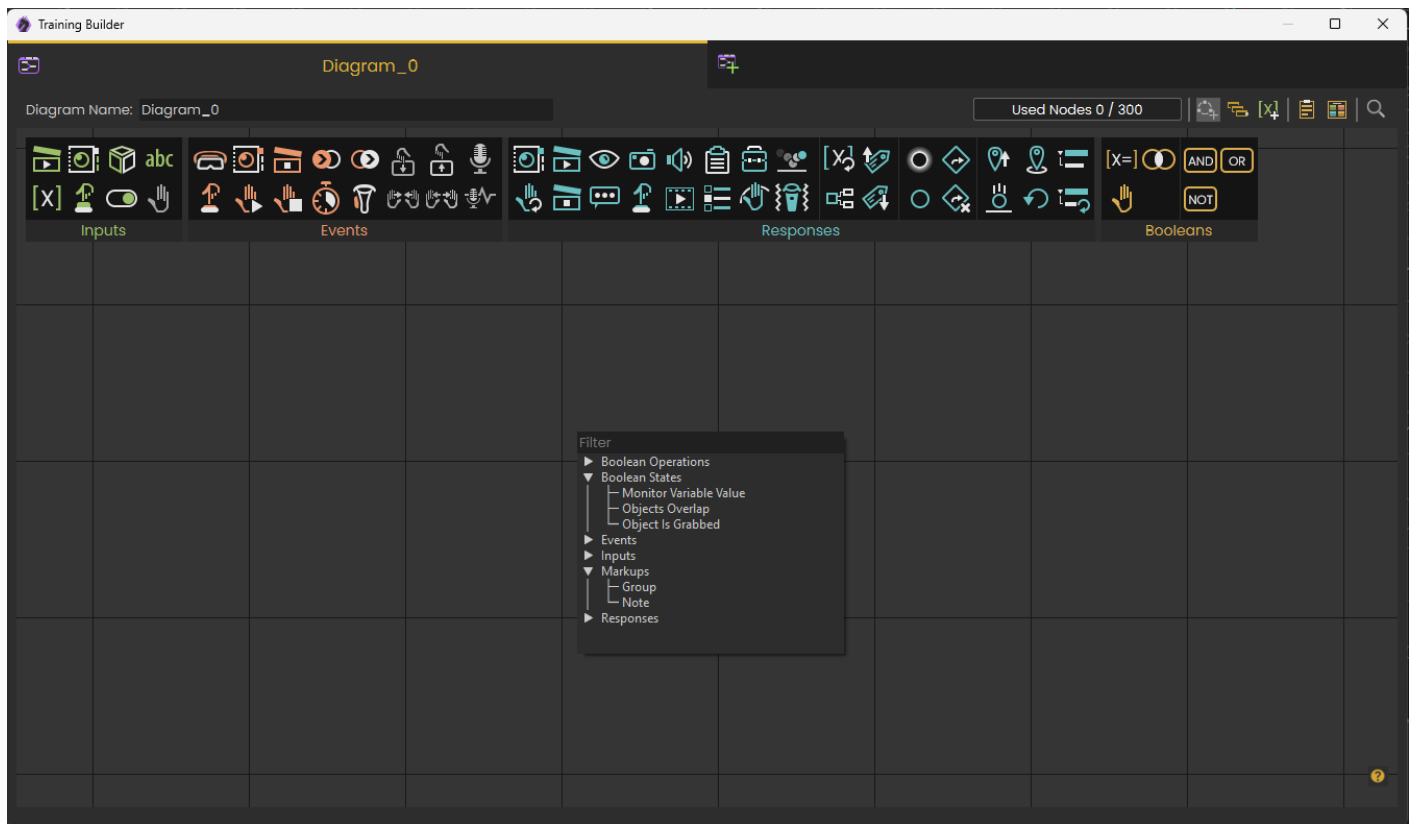 Training Builder
Diagram_0
Diagram Name: Diagram_0
Used Nodes 0 / 300
[X]
abc
[X]
[X]
[X=]
AND
OR
NOT
Inputs
Events
Responses
Booleans
Filter
Boolean Operations
Boolean States
Monitor Variable Value
Objects Overlap
Object Is Grabbed
Events
Inputs
Markups
Group
Note
Responses
?